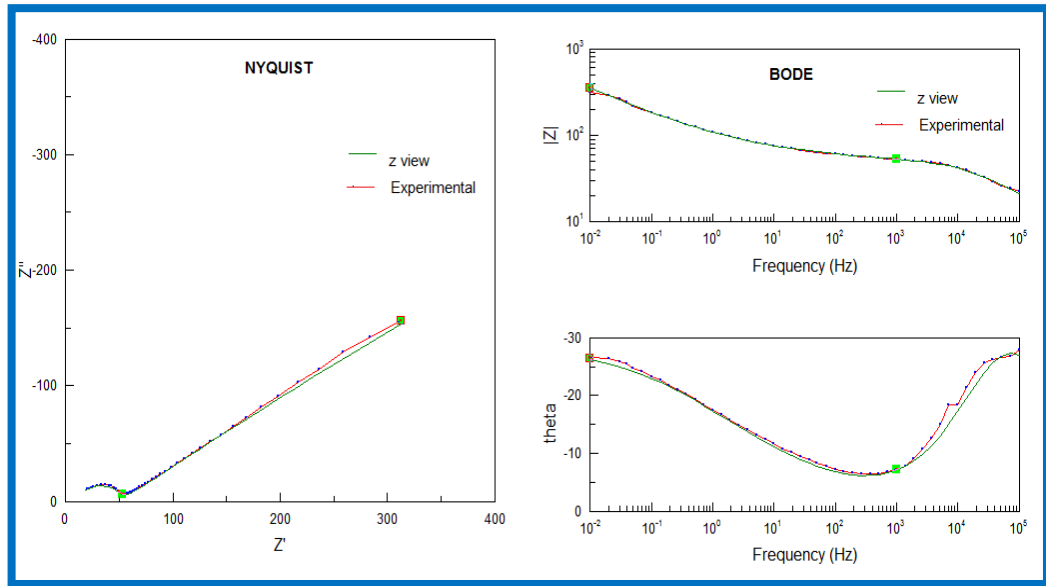 NYQUIST
-400
-300
-200
-100
0
Z''
z view
Experimental
0
100
200
300
400
Z'
BODE
10³
10²
10¹
|Z|
z view
Experimental
10⁻²
10⁻¹
10⁰
10¹
10²
10³
10⁴
10⁵
Frequency (Hz)
-30
-20
-10
0
theta
10⁻²
10⁻¹
10⁰
10¹
10²
10³
10⁴
10⁵
Frequency (Hz)